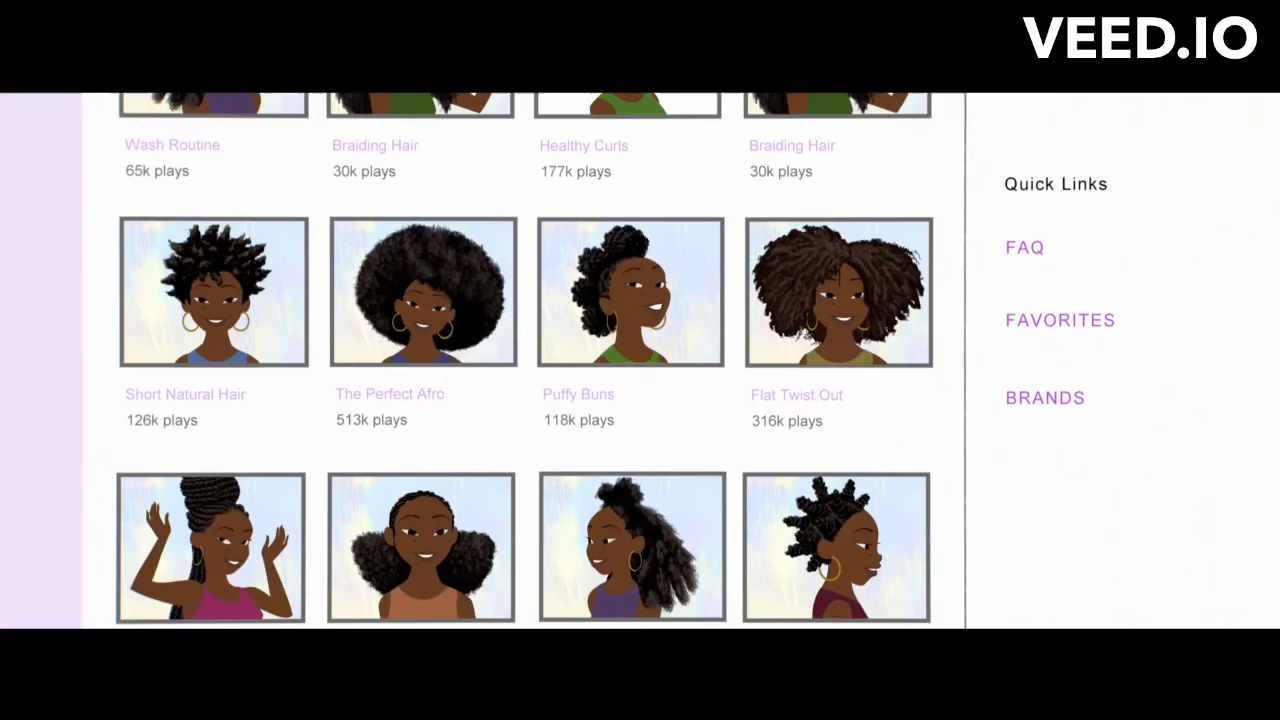 VEED.IO
Wash Routine
65k plays
Braiding Hair
30k plays
Healthy Curls
177k plays
Braiding Hair
30k plays
Short Natural Hair
126k plays
The Perfect Afro
513k plays
Puffy Buns
118k plays
Flat Twist Out
316k plays
Quick Links
FAQ
FAVORITES
BRANDS